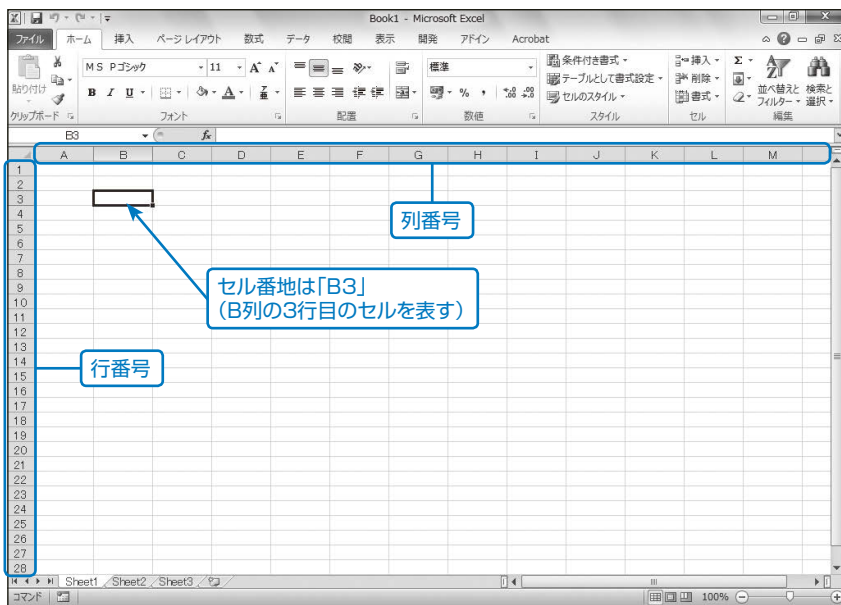 Book1 - Microsoft Excel
ファイル ホーム 挿入 ページ レイアウト 数式 データ 校閲 表示 開発 アドイン Acrobat
貼り付け
MS Pゴシック 11 A A
B I U A
標準
% , .00 .0
条件付き書式
テーブルとして書式設定
セルのスタイル
挿入
削除
書式
Σ
並べ替えと
フィルター
検索と
選択
クリップボード フォント 配置 数値 スタイル セル 編集
B3 fx
A B C D E F G H I J K L M
1
2
3
4
5
6
7
8
9
10
11
12
13
14
15
16
17
18
19
20
21
22
23
24
25
26
27
28
列番号
セル番地は「B3」
(B列の3行目のセルを表す)
行番号
Sheet1 Sheet2 Sheet3
コマンド 100%